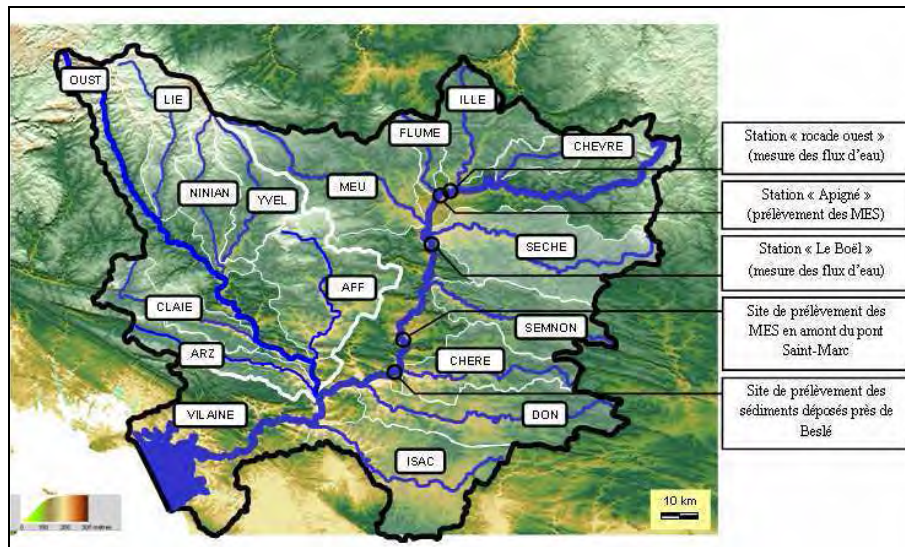 OUST
LIE
ILLE
FLUME
CHEVRE
NINIAN
YVEL
MEU
SECHE
AFF
CLAIE
SEMNON
ARZ
CHERE
VILAINE
DON
ISAC
10 km
Station « rocade ouest »
(mesure des flux d'eau)
Station « Apigné »
(prélèvement des MES)
Station « Le Boël »
(mesure des flux d'eau)
Site de prélèvement des
MES en amont du pont
Saint-Marc
Site de prélèvement des
sédiments déposés près de
Beslé